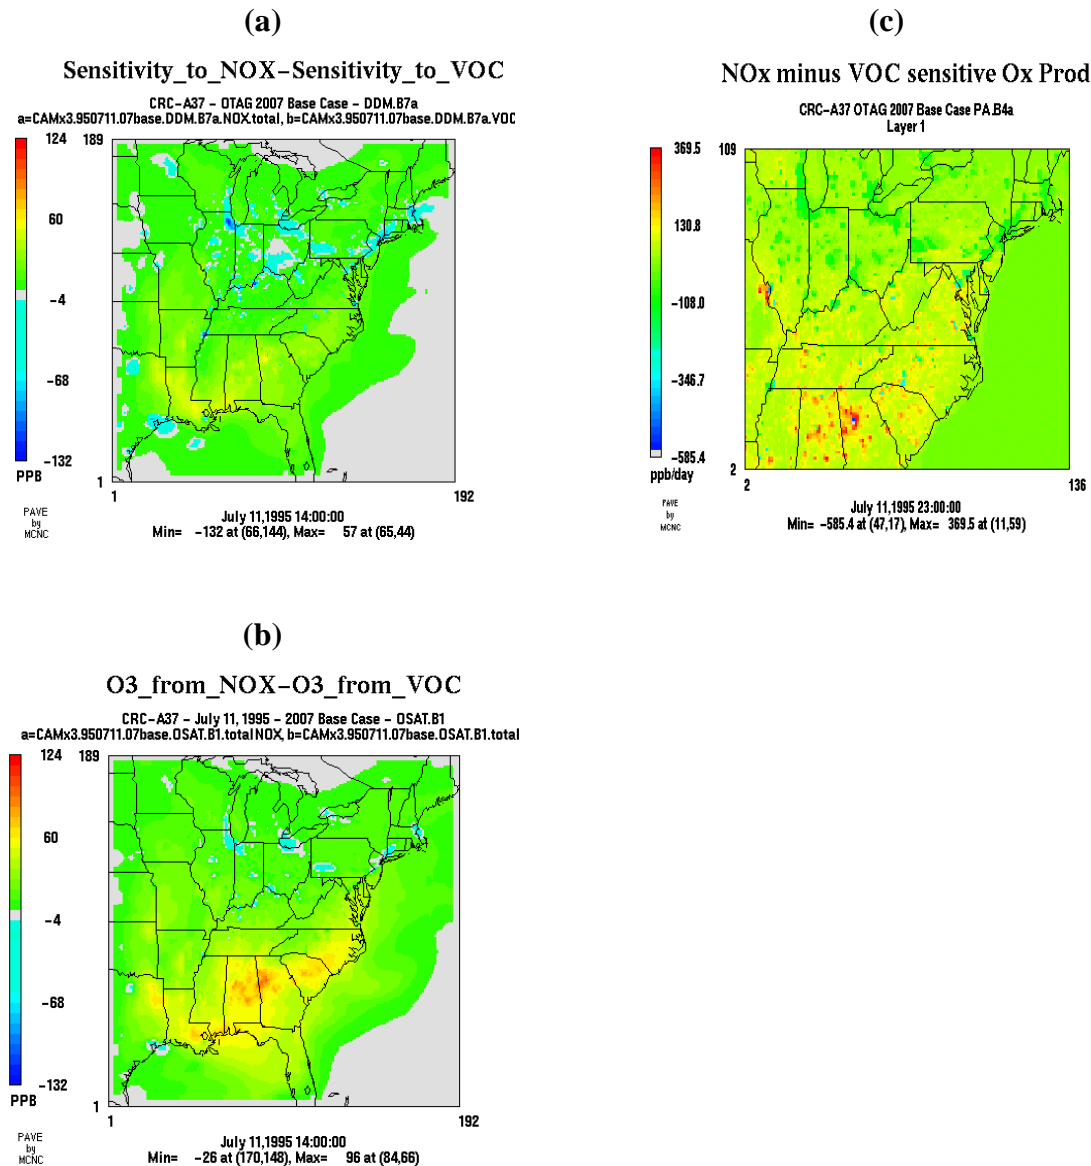 (a)
Sensitivity_to_NOX-Sensitivity_to_VOC
CRC-A37 - OTAG 2007 Base Case - DDM.B7a
a=CAMx3.950711.07base.DDM.B7a.NOX.total, b=CAMx3.950711.07base.DDM.B7a.VOC
124
60
-4
-68
-132
PPB
189
1
1
192
PAVE
by
MCNC
July 11,1995 14:00:00
Min= -132 at (66,144), Max= 57 at (65,44)
(c)
NOx minus VOC sensitive Ox Prod
CRC-A37 OTAG 2007 Base Case PA.B4a
Layer 1
369.5
130.8
-108.0
-346.7
-585.4
ppb/day
109
2
2
136
PAVE
by
MCNC
July 11,1995 23:00:00
Min= -585.4 at (47,17), Max= 369.5 at (11,59)
(b)
O3_from_NOX-O3_from_VOC
CRC-A37 - July 11, 1995 - 2007 Base Case - OSAT.B1
a=CAMx3.950711.07base.OSAT.B1.totalNOX, b=CAMx3.950711.07base.OSAT.B1.total
124
60
-4
-68
-132
PPB
189
1
1
192
PAVE
by
MCNC
July 11,1995 14:00:00
Min= -26 at (170,148), Max= 96 at (84,66)